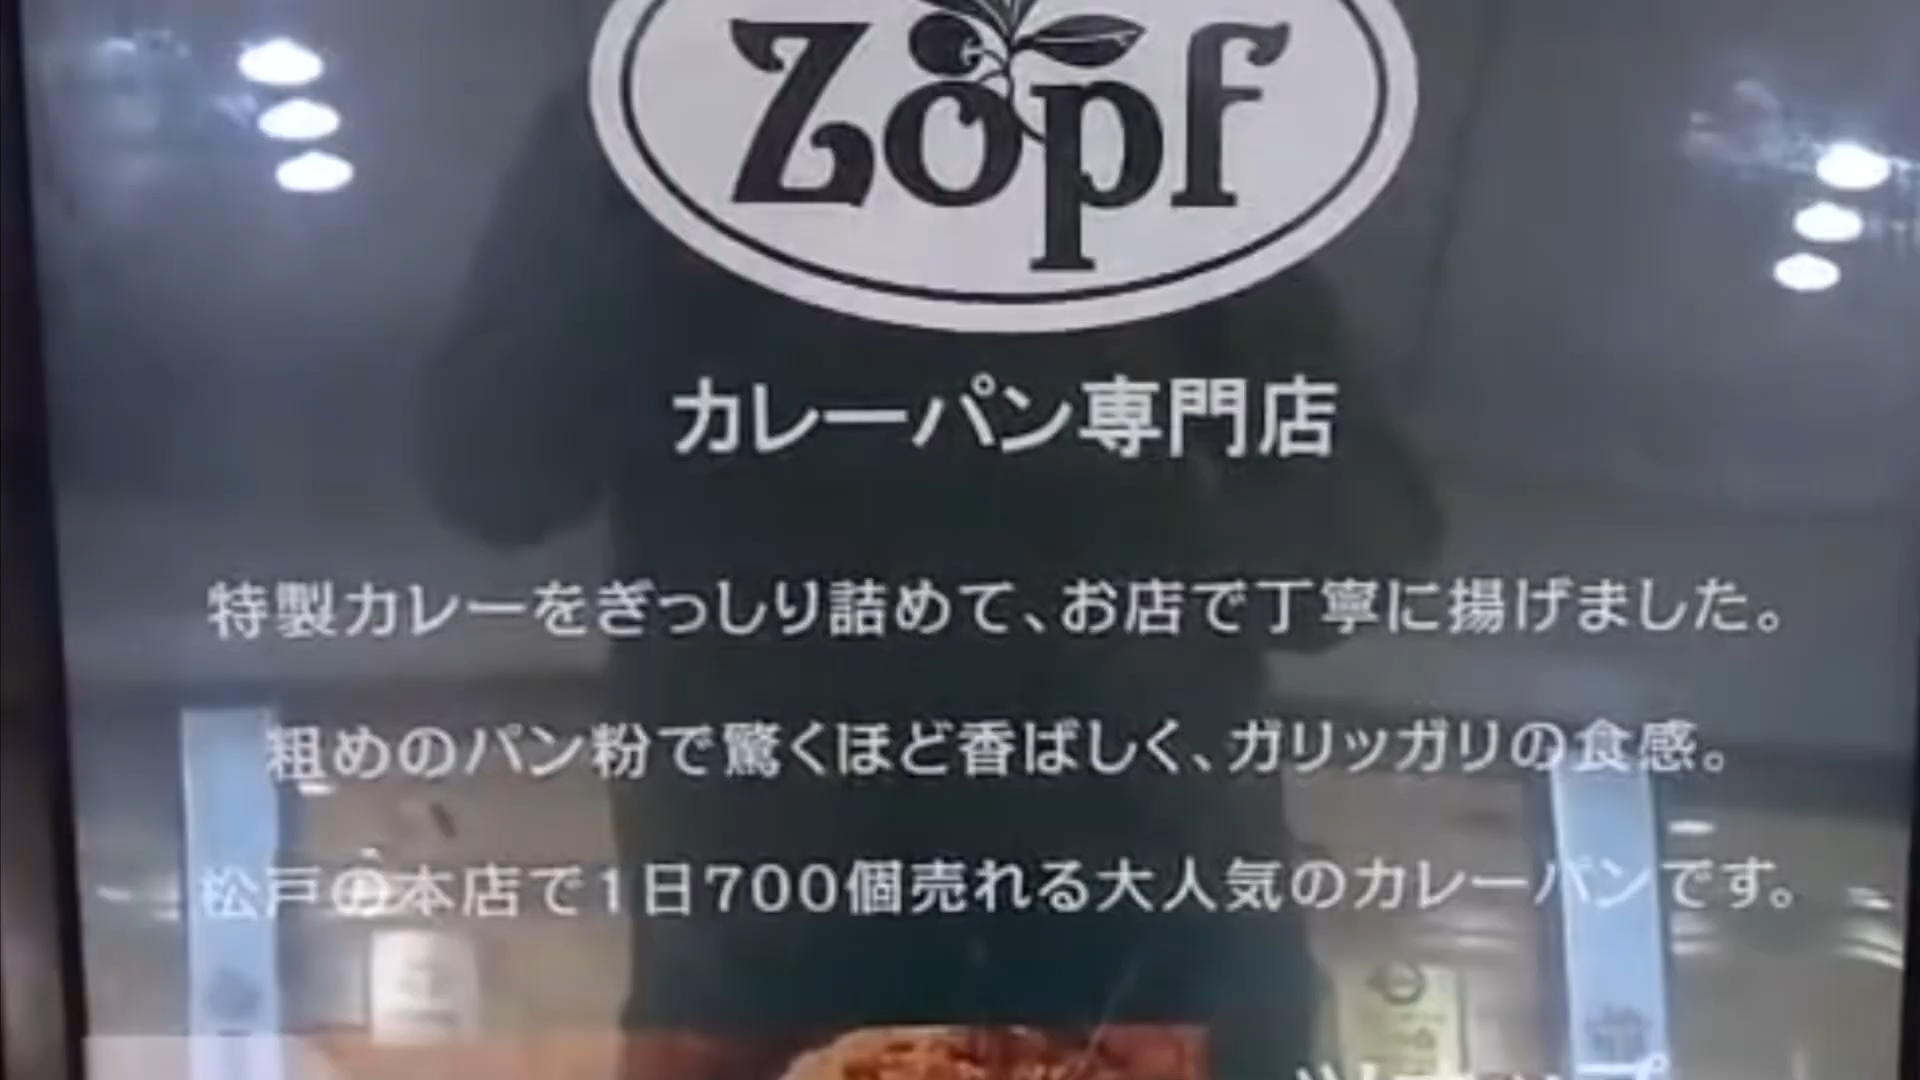 Zopf
カレーパン専門店
特製カレーをぎっしり詰めて、お店で丁寧に揚げました。
粗めのパン粉で驚くほど香ばしく、ガリッガリの食感。
松戸の本店で1日700個売れる大人気のカレーパンです。